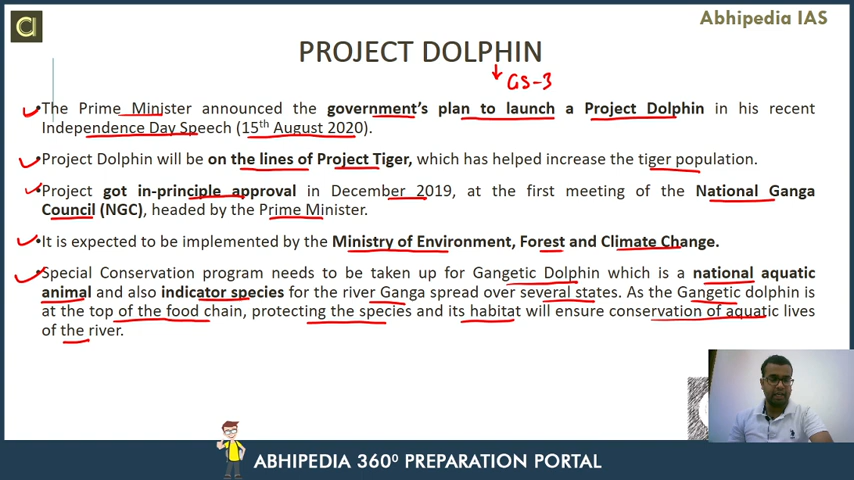 Abhipedia IAS
a
PROJECT DOLPHIN
GS-3
•The Prime Minister announced the government's plan to launch a Project Dolphin in his recent
Independence Day Speech (15th August 2020).
•Project Dolphin will be on the lines of Project Tiger, which has helped increase the tiger population.
•Project got in-principle approval in December 2019, at the first meeting of the National Ganga
Council (NGC), headed by the Prime Minister.
•It is expected to be implemented by the Ministry of Environment, Forest and Climate Change.
•Special Conservation program needs to be taken up for Gangetic Dolphin which is a national aquatic
animal and also indicator species for the river Ganga spread over several states. As the Gangetic dolphin is
at the top of the food chain, protecting the species and its habitat will ensure conservation of aquatic lives
of the river.
ABHIPEDIA 360⁰ PREPARATION PORTAL